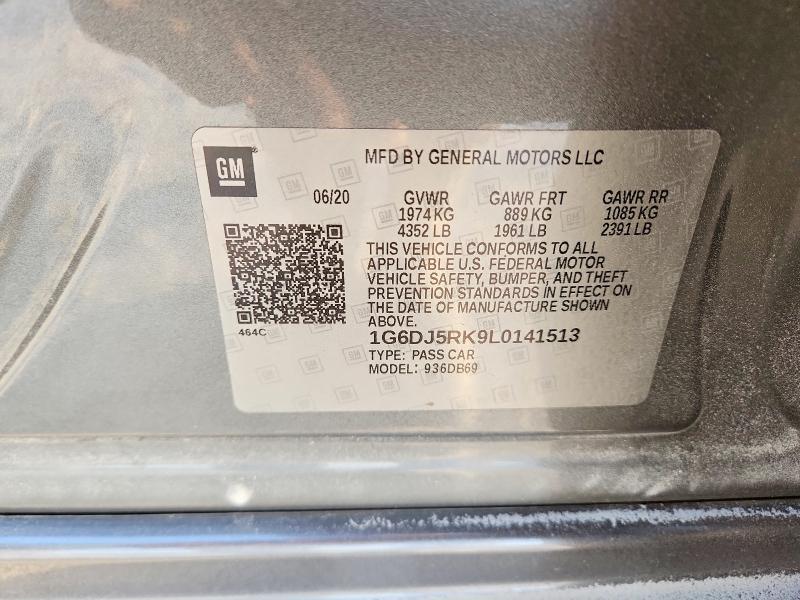 GM
MFD BY GENERAL MOTORS LLC
06/20 GVWR GAWR FRT GAWR RR
1974 KG 889 KG 1085 KG
4352 LB 1961 LB 2391 LB
THIS VEHICLE CONFORMS TO ALL
APPLICABLE U.S. FEDERAL MOTOR
VEHICLE SAFETY, BUMPER, AND THEFT
PREVENTION STANDARDS IN EFFECT ON
THE DATE OF MANUFACTURE SHOWN
ABOVE.
464C
1G6DJ5RK9L0141513
TYPE: PASS CAR
MODEL: 936DB69